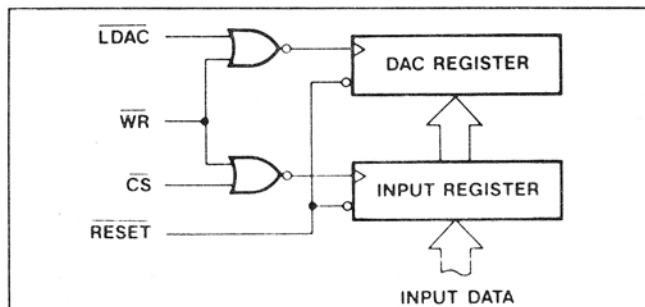 LDAC
DAC REGISTER
WR
CS
INPUT REGISTER
RESET
INPUT DATA